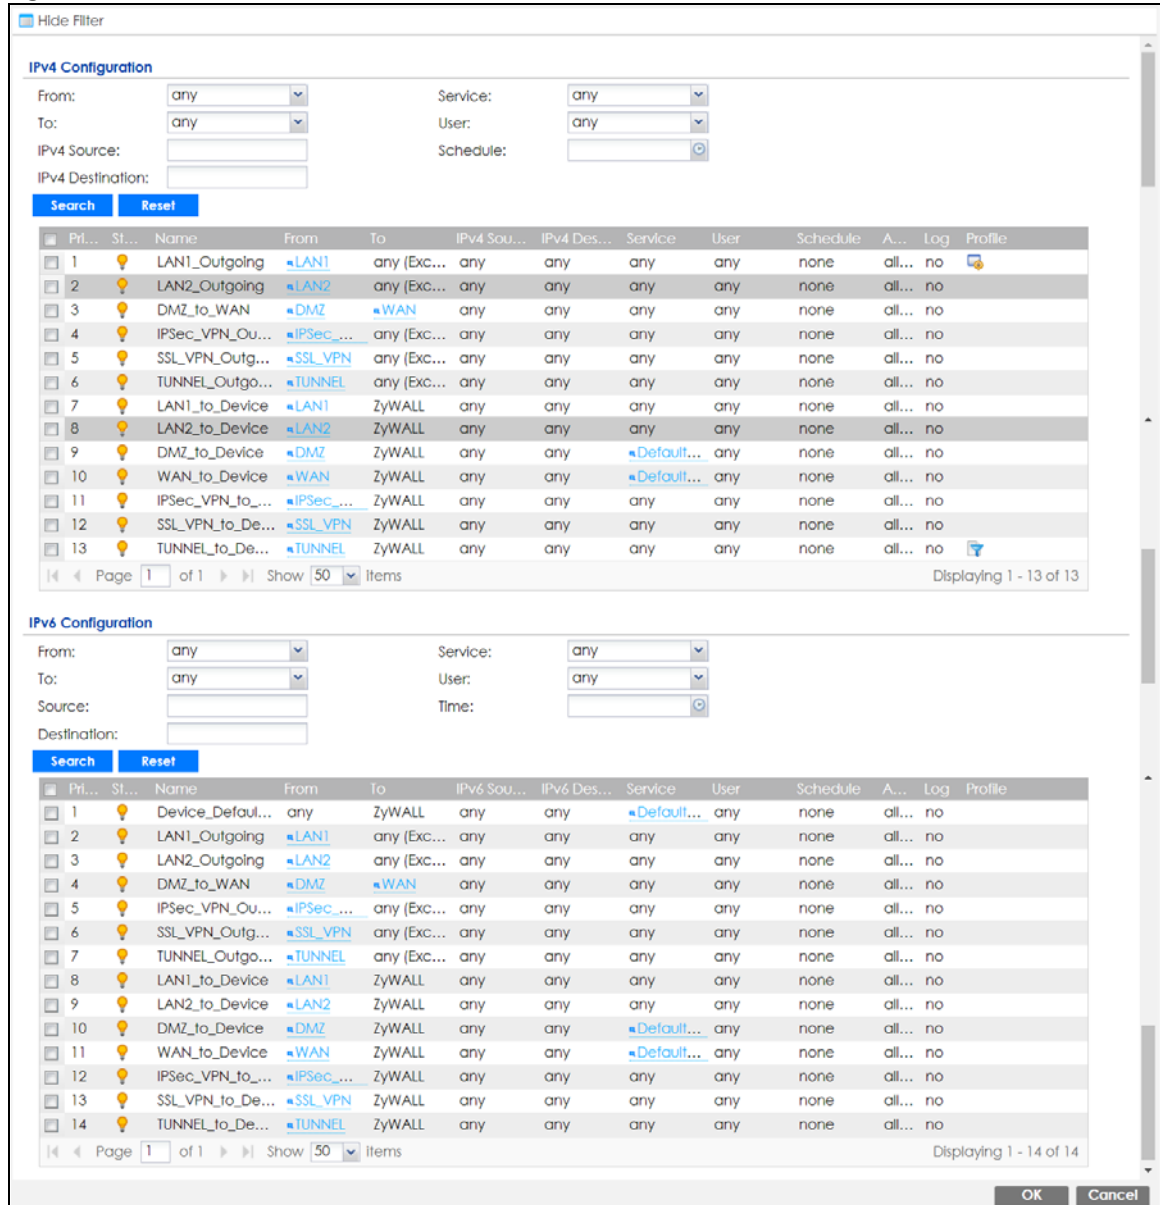 Hide Filter
IPv4 Configuration
From: any Service: any
To: any User: any
IPv4 Source: Schedule:
IPv4 Destination:
Search Reset
Pri... St... Name From To IPv4 Sou... IPv4 Des... Service User Schedule A... Log Profile
1 LAN1_Outgoing LAN1 any (Exc... any any any any none all... no
2 LAN2_Outgoing LAN2 any (Exc... any any any any none all... no
3 DMZ_to_WAN DMZ WAN any any any any none all... no
4 IPSec_VPN_Ou... IPSec_... any (Exc... any any any any none all... no
5 SSL_VPN_Outg... SSL_VPN any (Exc... any any any any none all... no
6 TUNNEL_Outgo... TUNNEL any (Exc... any any any any none all... no
7 LAN1_to_Device LAN1 ZyWALL any any any any none all... no
8 LAN2_to_Device LAN2 ZyWALL any any any any none all... no
9 DMZ_to_Device DMZ ZyWALL any any Default... any none all... no
10 WAN_to_Device WAN ZyWALL any any Default... any none all... no
11 IPSec_VPN_to_... IPSec_... ZyWALL any any any any none all... no
12 SSL_VPN_to_De... SSL_VPN ZyWALL any any any any none all... no
13 TUNNEL_to_De... TUNNEL ZyWALL any any any any none all... no
Page 1 of 1 Show 50 Items Displaying 1 - 13 of 13
IPv6 Configuration
From: any Service: any
To: any User: any
Source: Time:
Destination:
Search Reset
Pri... St... Name From To IPv6 Sou... IPv6 Des... Service User Schedule A... Log Profile
1 Device_Defaul... any ZyWALL any any Default... any none all... no
2 LAN1_Outgoing LAN1 any (Exc... any any any any none all... no
3 LAN2_Outgoing LAN2 any (Exc... any any any any none all... no
4 DMZ_to_WAN DMZ WAN any any any any none all... no
5 IPSec_VPN_Ou... IPSec_... any (Exc... any any any any none all... no
6 SSL_VPN_Outg... SSL_VPN any (Exc... any any any any none all... no
7 TUNNEL_Outgo... TUNNEL any (Exc... any any any any none all... no
8 LAN1_to_Device LAN1 ZyWALL any any any any none all... no
9 LAN2_to_Device LAN2 ZyWALL any any any any none all... no
10 DMZ_to_Device DMZ ZyWALL any any Default... any none all... no
11 WAN_to_Device WAN ZyWALL any any Default... any none all... no
12 IPSec_VPN_to_... IPSec_... ZyWALL any any any any none all... no
13 SSL_VPN_to_De... SSL_VPN ZyWALL any any any any none all... no
14 TUNNEL_to_De... TUNNEL ZyWALL any any any any none all... no
Page 1 of 1 Show 50 Items Displaying 1 - 14 of 14
OK Cancel